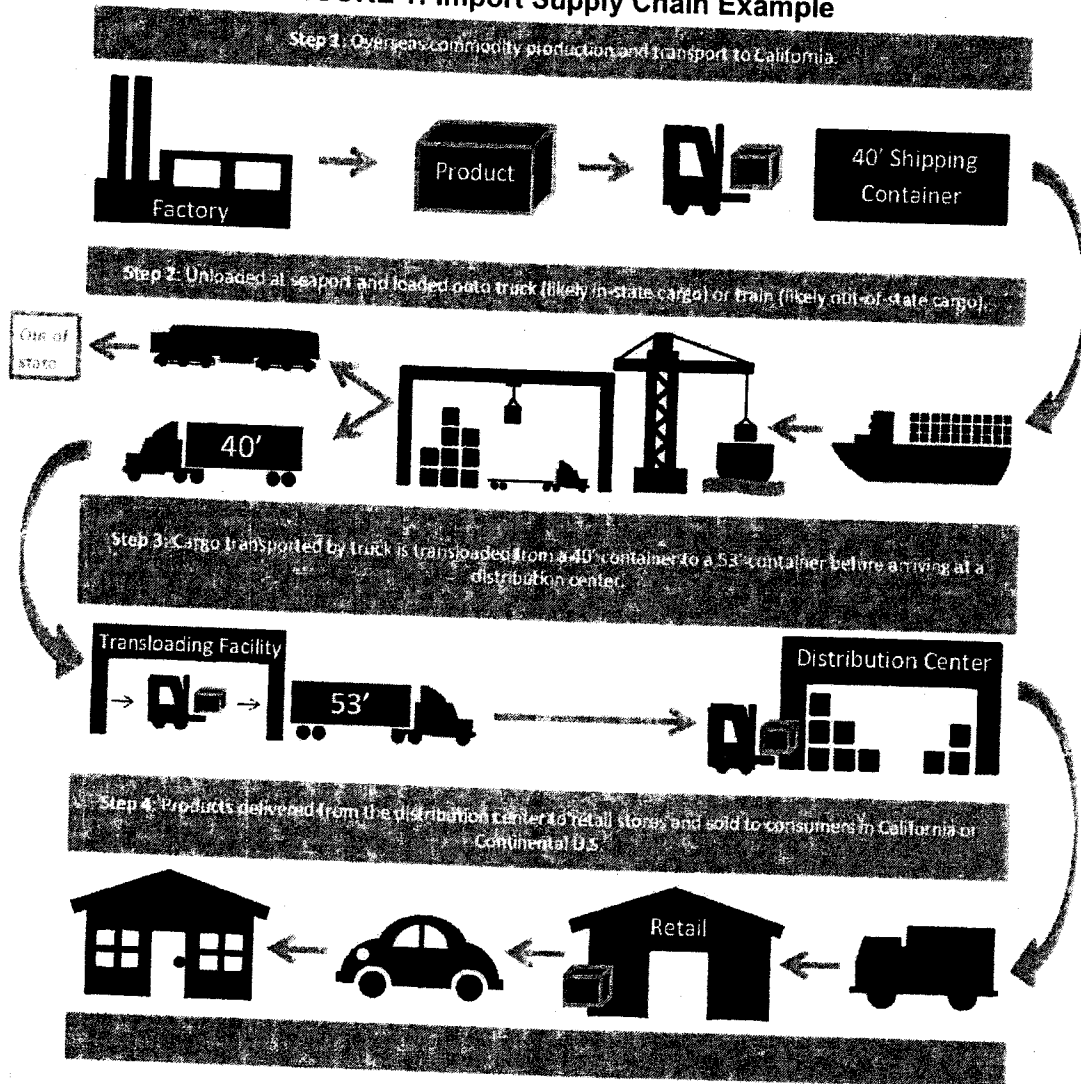 Import Supply Chain Example
Step 1: Overseas commodity production and transport to California.
Factory
Product
40' Shipping
Container
Step 2: Unloaded at seaport and loaded onto truck (likely in-state cargo) or train (likely out-of-state cargo).
Out of
state
40'
Step 3: Cargo transported by truck is transloaded from a 40' container to a 53' container before arriving at a
distribution center.
Transloading Facility
53'
Distribution Center
Step 4: Products delivered from the distribution center to retail stores and sold to consumers in California or
Continental U.S.
Retail